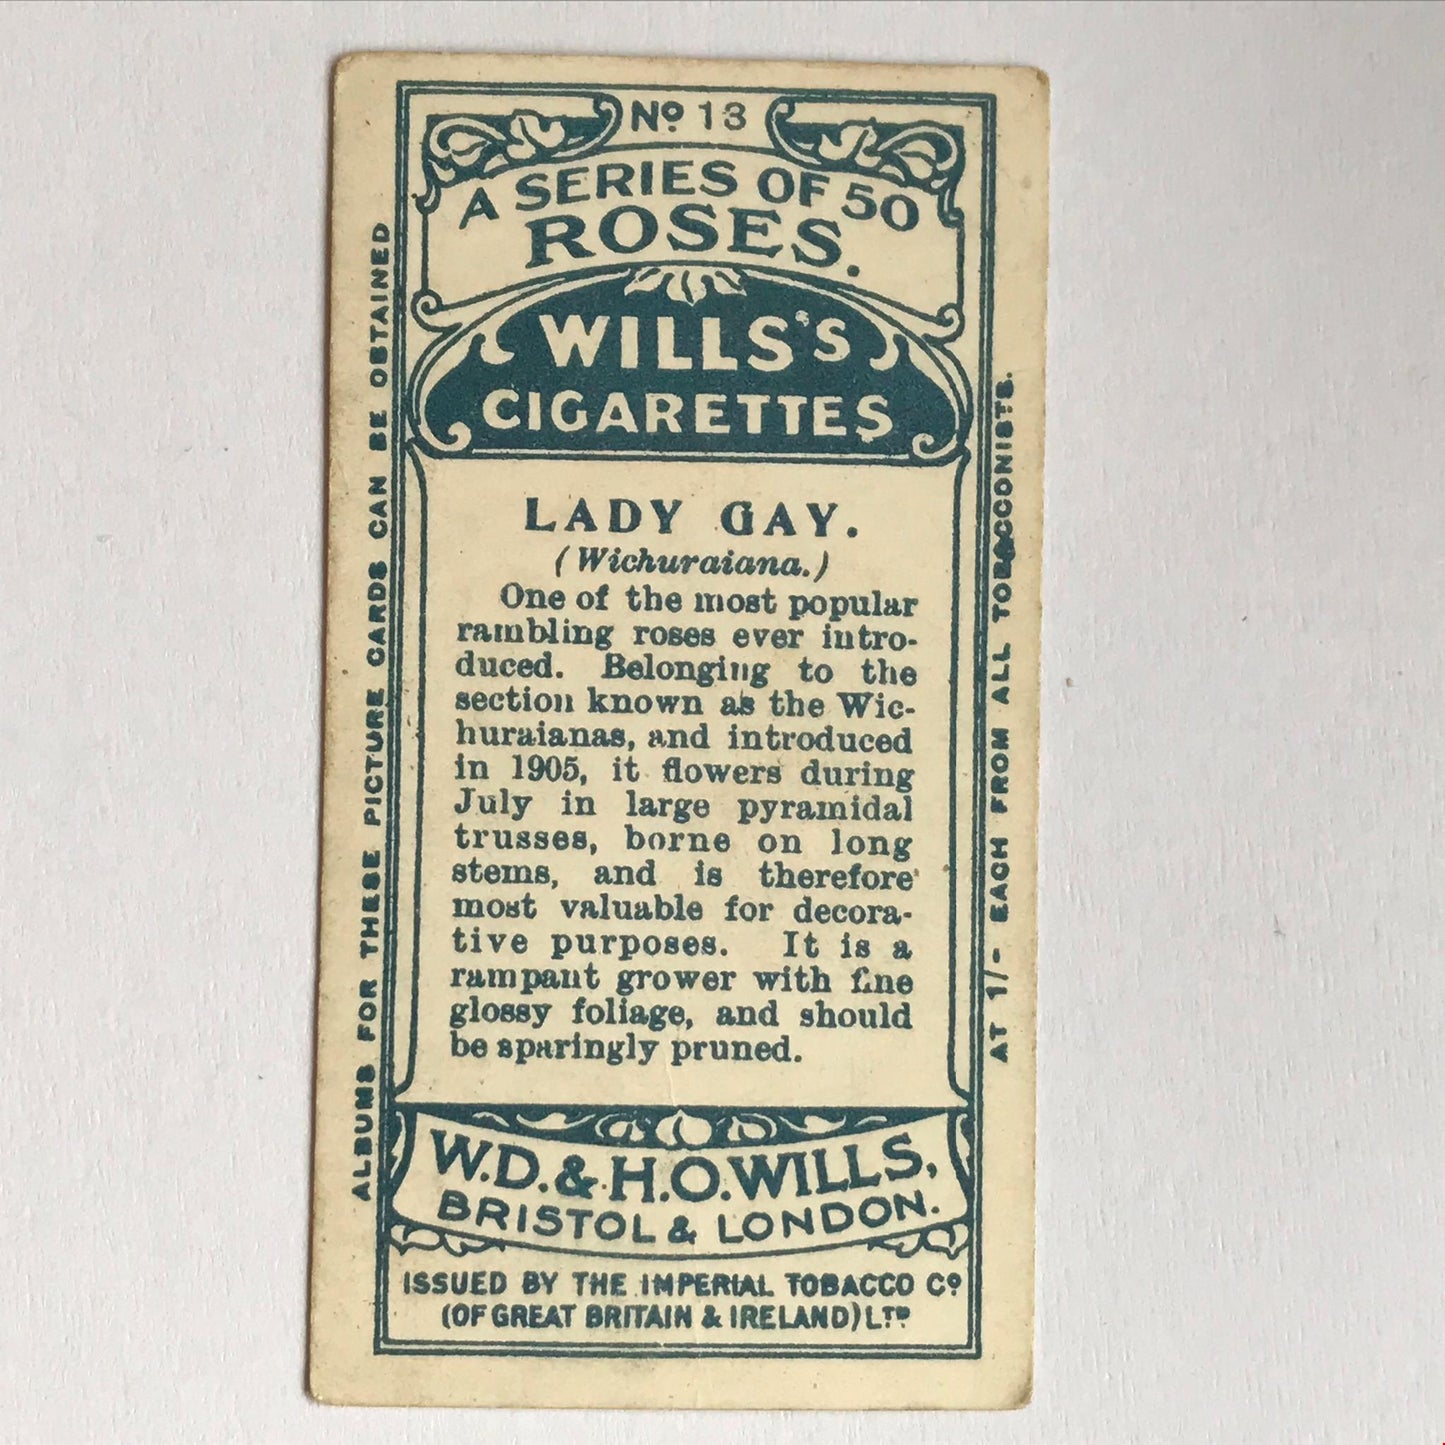 Nº 13
A SERIES OF 50
ROSES.
WILLS'S
CIGARETTES
LADY GAY.
(Wichuraiana.)
One of the most popular
rambling roses ever intro-
duced. Belonging to the
section known as the Wic-
huraianas, and introduced
in 1905, it flowers during
July in large pyramidal
trusses, borne on long
stems, and is therefore
most valuable for decora-
tive purposes. It is a
rampant grower with fine
glossy foliage, and should
be sparingly pruned.
W.D. & H.O. WILLS,
BRISTOL & LONDON.
ISSUED BY THE IMPERIAL TOBACCO Cº
(OF GREAT BRITAIN & IRELAND) LTD
ALBUMS FOR THESE PICTURE CARDS CAN BE OBTAINED
AT 1/- EACH FROM ALL TOBACCONISTS.